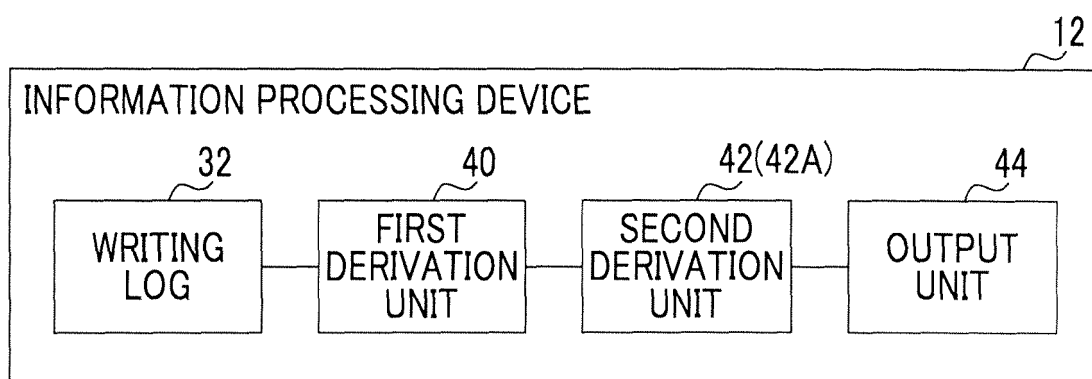 12
INFORMATION PROCESSING DEVICE
32
40
42(42A)
44
WRITING
LOG
FIRST
DERIVATION
UNIT
SECOND
DERIVATION
UNIT
OUTPUT
UNIT